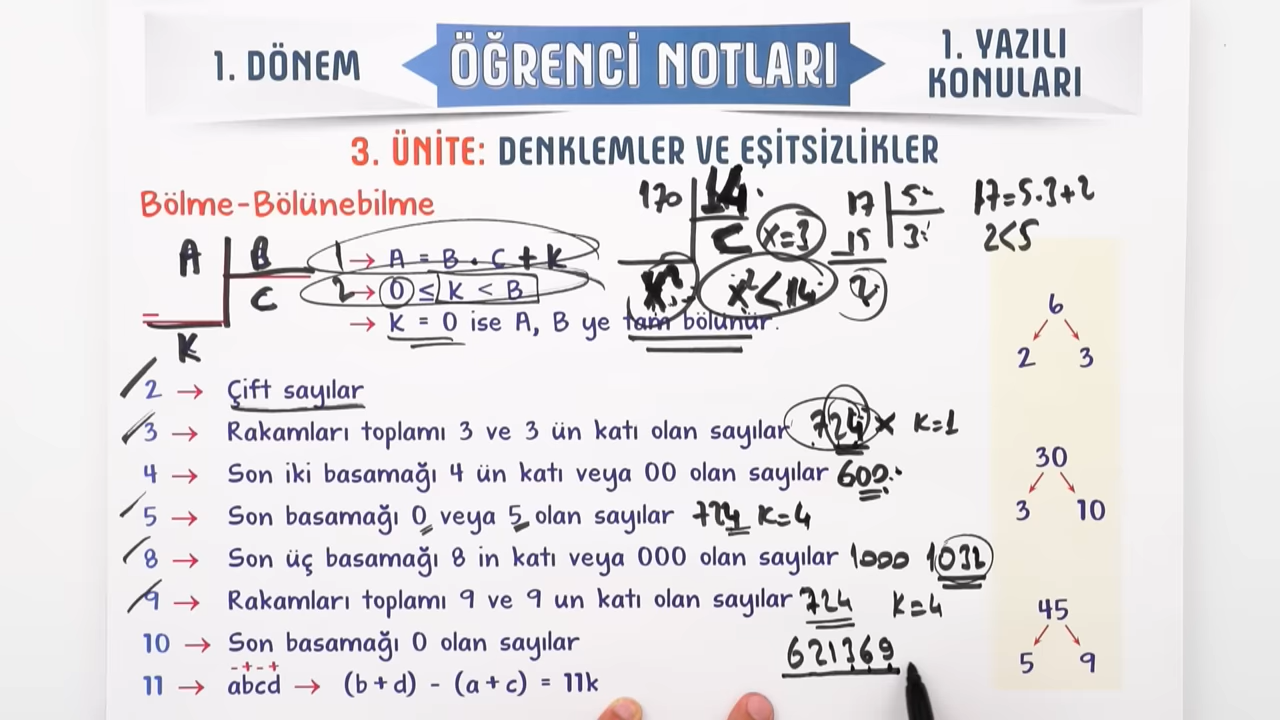 1. DÖNEM
ÖĞRENCİ NOTLARI
1. YAZILI
KONULARI
3. ÜNİTE: DENKLEMLER VE EŞİTSİZLİKLER
Bölme-Bölünebilme
A B
C
K
1 → A = B . C + K
2 → 0 ≤ K < B
→ K = 0 ise A, B ye tam bölünür.
170 14
C x=3
x² x² < 14
17 5
15 3
2
17=5.3+2
2<5
2 → Çift sayılar
3 → Rakamları toplamı 3 ve 3 ün katı olan sayılar 724 x K=1
4 → Son iki basamağı 4 ün katı veya 00 olan sayılar 600
5 → Son basamağı 0 veya 5 olan sayılar 724 K=4
8 → Son üç basamağı 8 in katı veya 000 olan sayılar 1000 1032
9 → Rakamları toplamı 9 ve 9 un katı olan sayılar 724 K=4
10 → Son basamağı 0 olan sayılar 621369
-+-+
11 → abcd → (b+d) - (a+c) = 11k
6
2 3
30
3 10
45
5 9